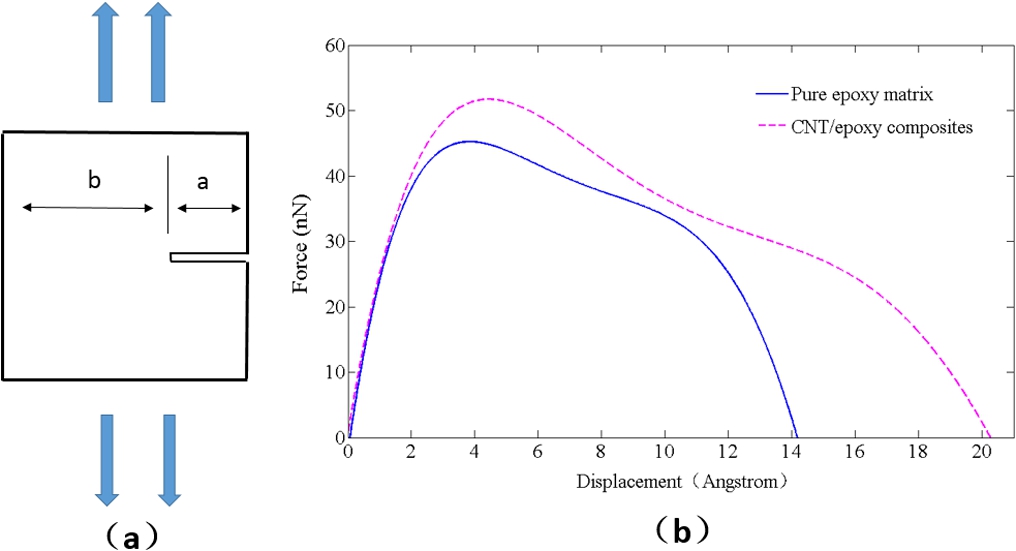 b
a
(a)
60
50
40
30
20
10
0
Force (nN)
Pure epoxy matrix
CNT/epoxy composites
0 2 4 6 8 10 12 14 16 18 20
Displacement（Angstrom）
(b)